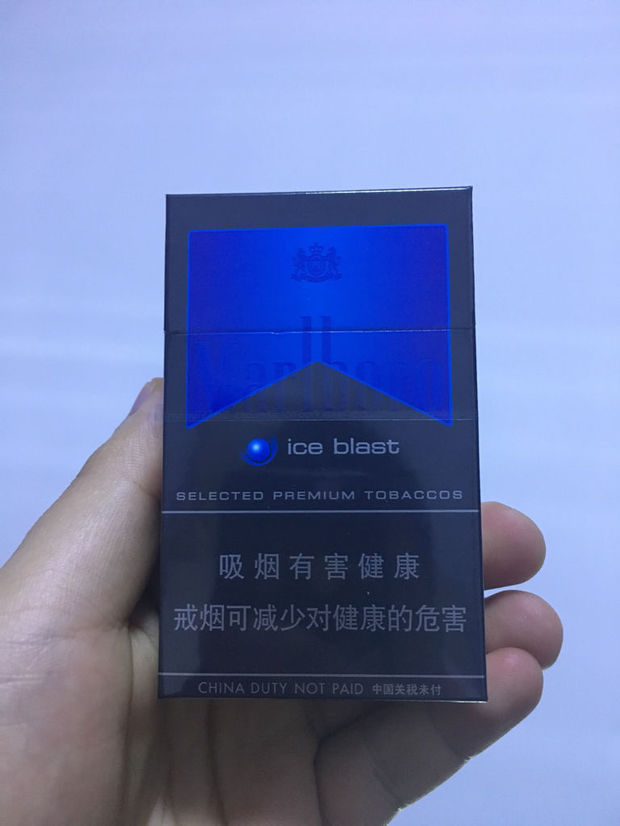 Marlboro
ice blast
SELECTED PREMIUM TOBACCOS
吸烟有害健康
戒烟可减少对健康的危害
CHINA DUTY NOT PAID 中国关税未付